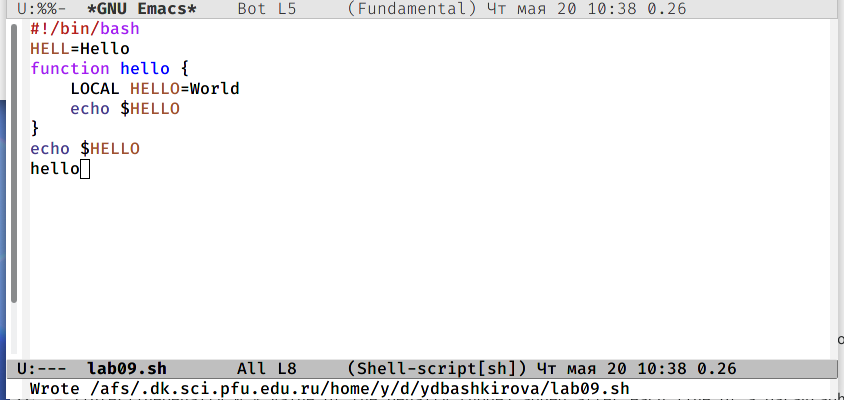 U:%%-  *GNU Emacs*    Bot L5     (Fundamental) Чт мая 20 10:38 0.26
#!/bin/bash
HELL=Hello
function hello {
    LOCAL HELLO=World
    echo $HELLO
}
echo $HELLO
hello
U:---  lab09.sh       All L8     (Shell-script[sh]) Чт мая 20 10:38 0.26
Wrote /afs/.dk.sci.pfu.edu.ru/home/y/d/ydbashkirova/lab09.sh